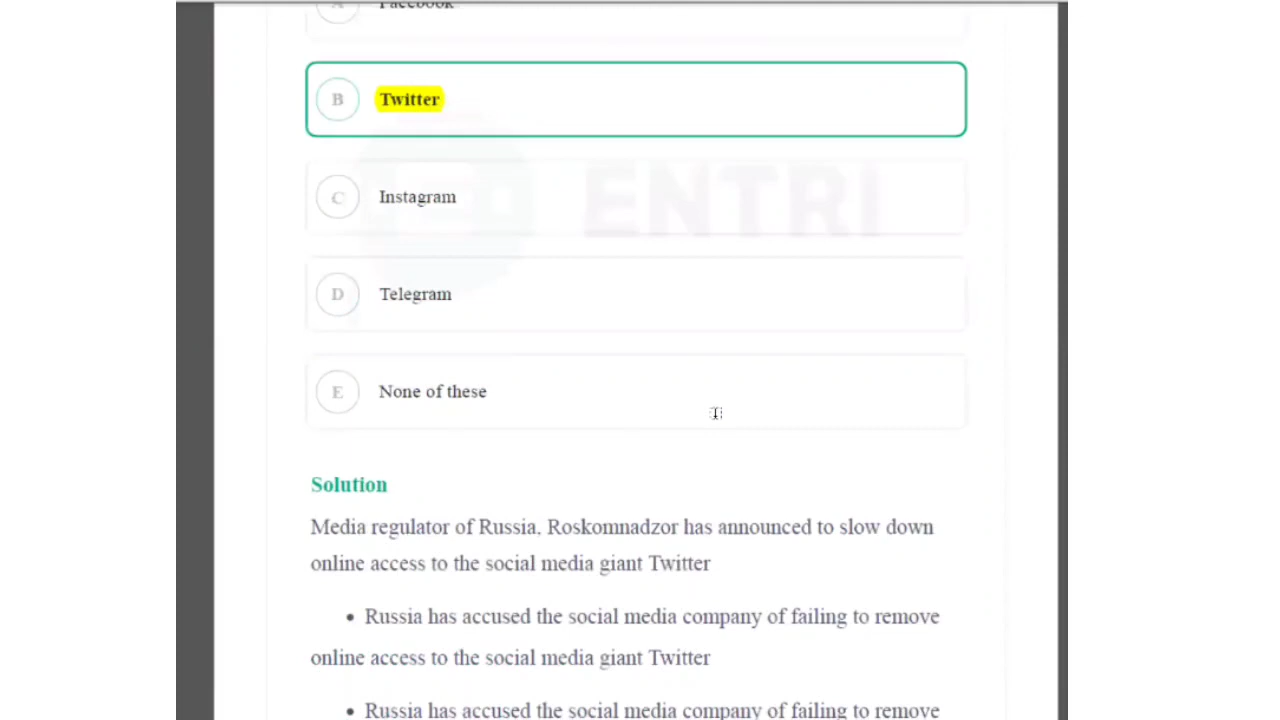 A Facebook
B Twitter
ENTRI
C Instagram
D Telegram
E None of these
Solution
Media regulator of Russia, Roskomnadzor has announced to slow down
online access to the social media giant Twitter
• Russia has accused the social media company of failing to remove
online access to the social media giant Twitter
• Russia has accused the social media company of failing to remove